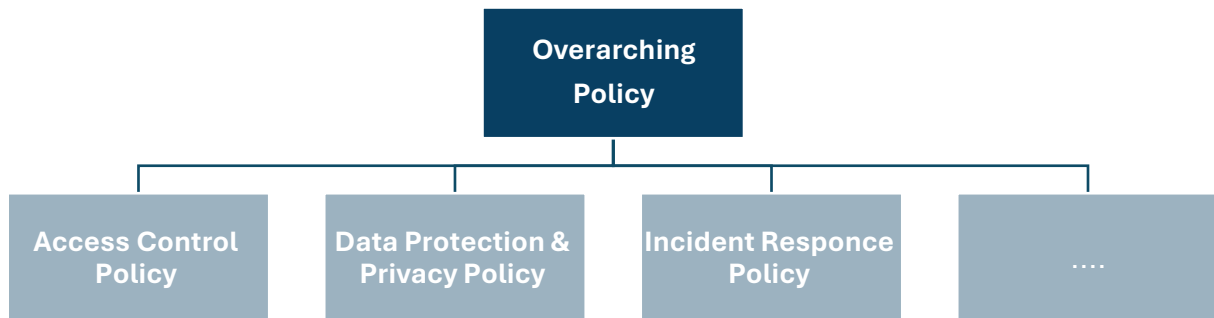 Overarching
Policy
Access Control
Policy
Data Protection &
Privacy Policy
Incident Responce
Policy
....